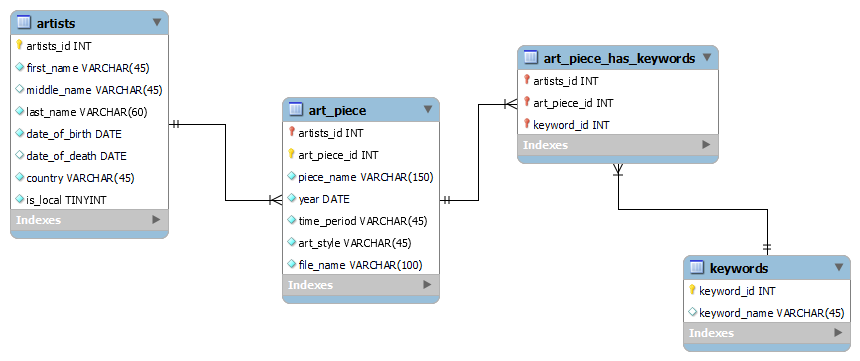 artists
artists_id INT
first_name VARCHAR(45)
middle_name VARCHAR(45)
last_name VARCHAR(60)
date_of_birth DATE
date_of_death DATE
country VARCHAR(45)
is_local TINYINT
Indexes
art_piece
artists_id INT
art_piece_id INT
piece_name VARCHAR(150)
year DATE
time_period VARCHAR(45)
art_style VARCHAR(45)
file_name VARCHAR(100)
Indexes
art_piece_has_keywords
artists_id INT
art_piece_id INT
keyword_id INT
Indexes
keywords
keyword_id INT
keyword_name VARCHAR(45)
Indexes